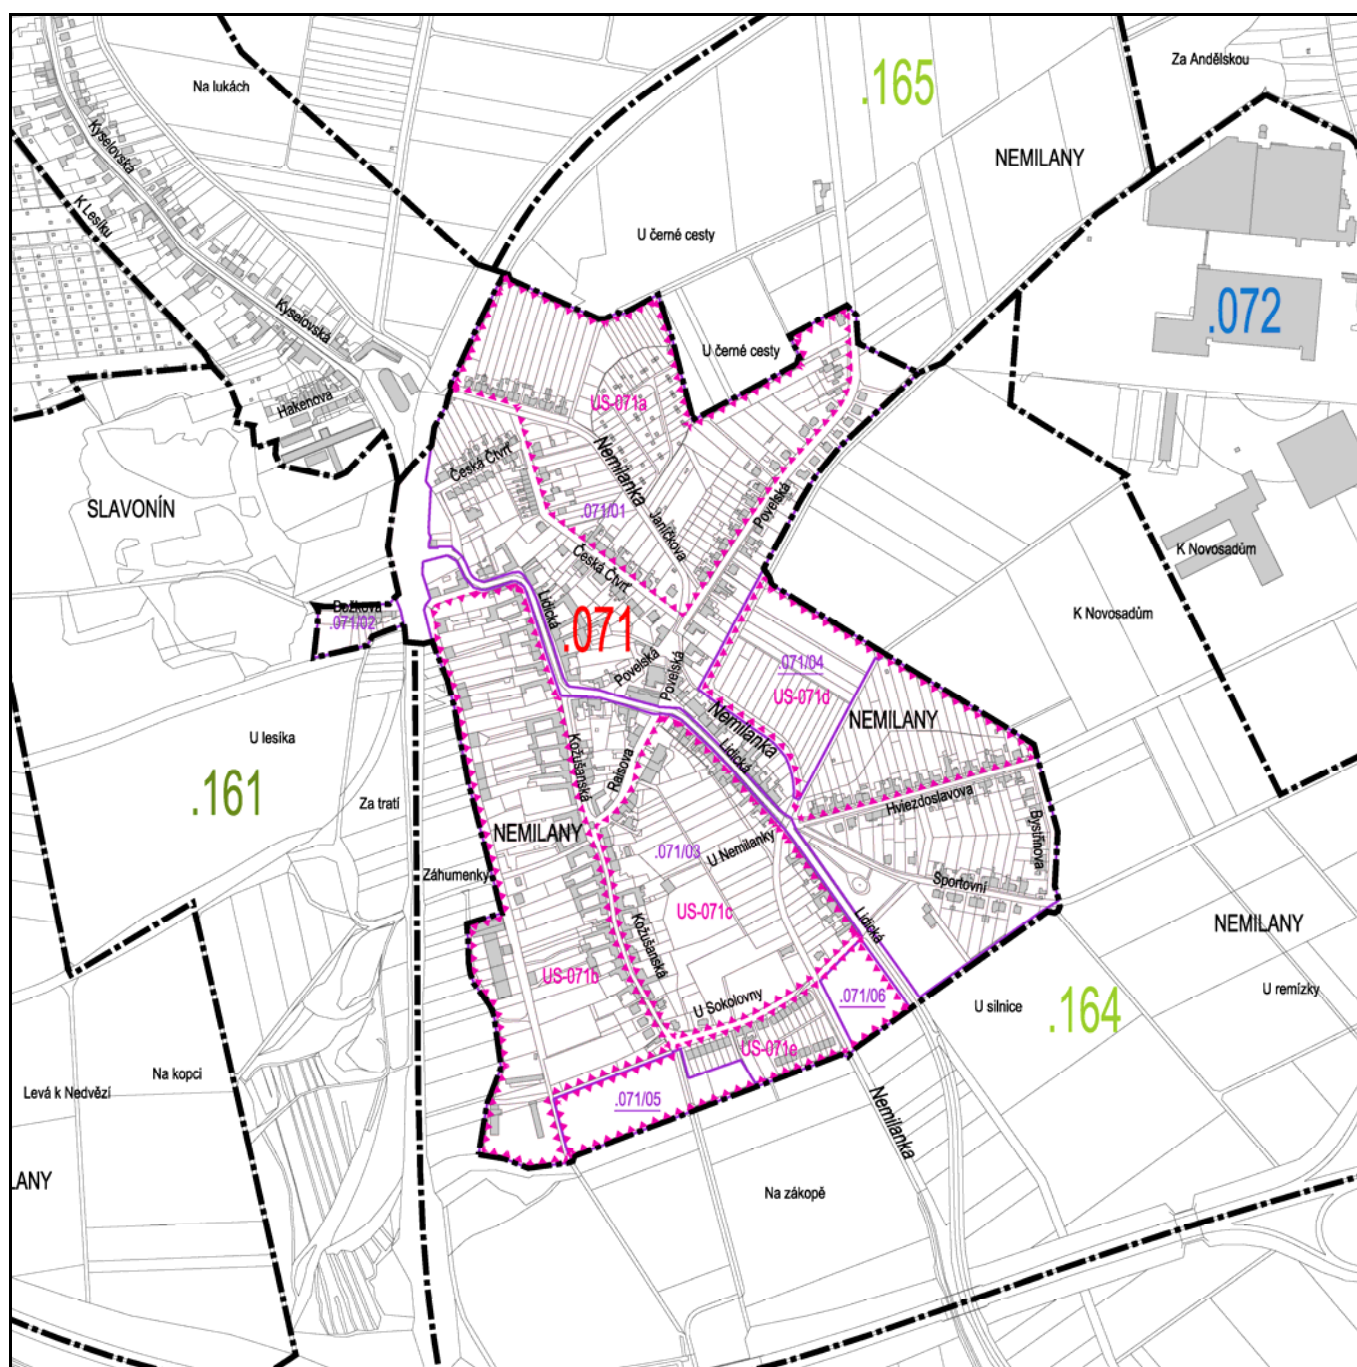 Za Andělskou
.165
Na lukách
Kyselovská
NEMILANY
K Lesíku
U černé cesty
Kyselovská
.072
U černé cesty
Hakenova
US-071a
Nemilanka
Česká Čtvrť
Povelská
SLAVONÍN
.071/01
Janíčkova
K Novosadům
Česká Čtvrť
Božkova
.071/02
Lidická
.071
K Novosadům
Povelská
Povelská
.071/04
US-071d
Nemilanka
NEMILANY
U lesíka
Lidická
Kožušanská
Raisova
.161
Za tratí
Hviezdoslavova
NEMILANY
Bystřinova
.071/03
U Nemilanky
Záhumenky
Sportovní
US-071c
Lidická
NEMILANY
Kožušanská
US-071b
.071/06
U Sokolovny
U silnice
.164
U remízky
US-071e
Na kopci
Levá k Nedvězí
.071/05
Nemilanka
LANY
Na zákopě